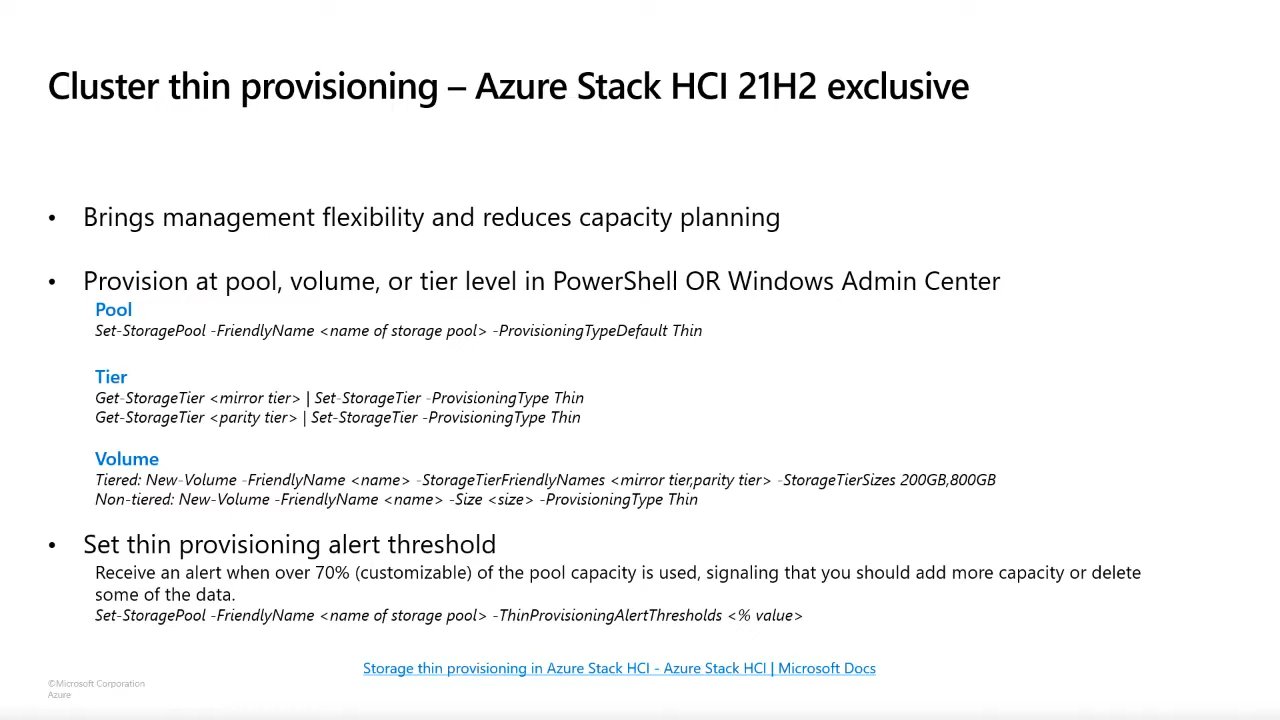 Cluster thin provisioning – Azure Stack HCI 21H2 exclusive
• Brings management flexibility and reduces capacity planning
• Provision at pool, volume, or tier level in PowerShell OR Windows Admin Center
Pool
Set-StoragePool -FriendlyName <name of storage pool> -ProvisioningTypeDefault Thin
Tier
Get-StorageTier <mirror tier> | Set-StorageTier -ProvisioningType Thin
Get-StorageTier <parity tier> | Set-StorageTier -ProvisioningType Thin
Volume
Tiered: New-Volume -FriendlyName <name> -StorageTierFriendlyNames <mirror tier,parity tier> -StorageTierSizes 200GB,800GB
Non-tiered: New-Volume -FriendlyName <name> -Size <size> -ProvisioningType Thin
• Set thin provisioning alert threshold
Receive an alert when over 70% (customizable) of the pool capacity is used, signaling that you should add more capacity or delete
some of the data.
Set-StoragePool -FriendlyName <name of storage pool> -ThinProvisioningAlertThresholds <% value>
Storage thin provisioning in Azure Stack HCI - Azure Stack HCI | Microsoft Docs
©Microsoft Corporation
Azure